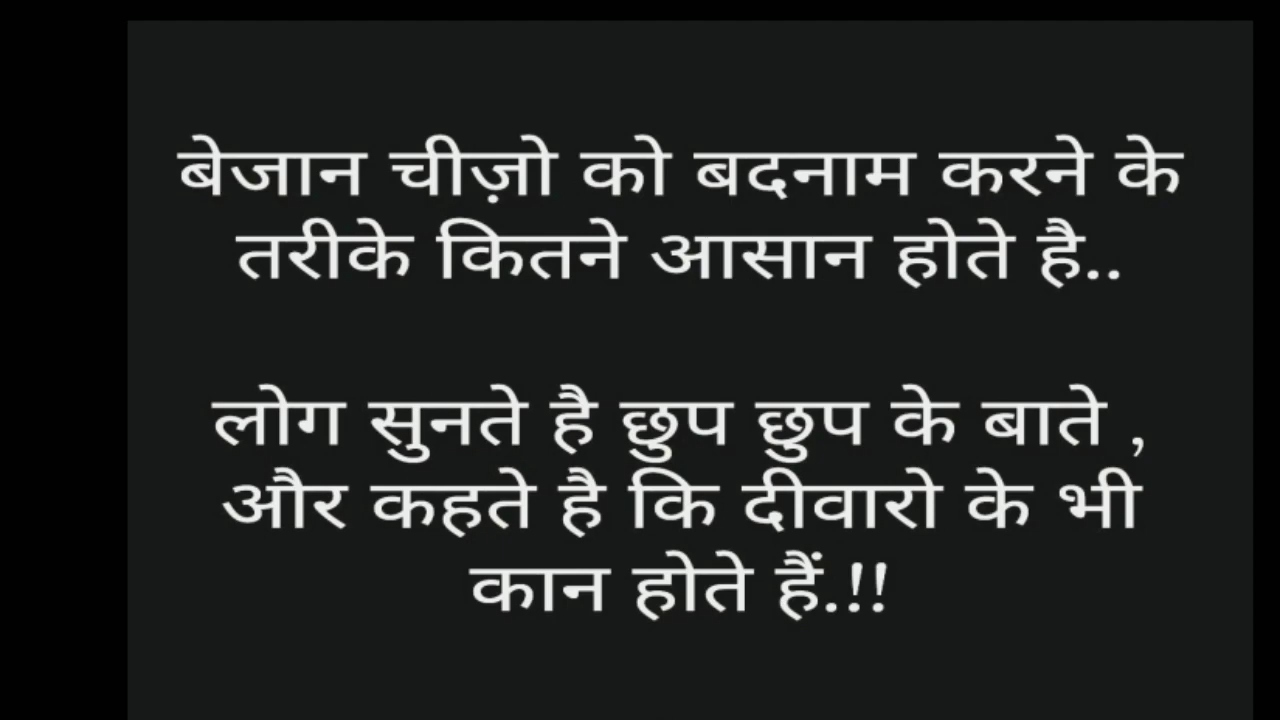 बेजान चीज़ो को बदनाम करने के
तरीके कितने आसान होते है..
लोग सुनते है छुप छुप के बाते ,
और कहते है कि दीवारो के भी
कान होते हैं.!!